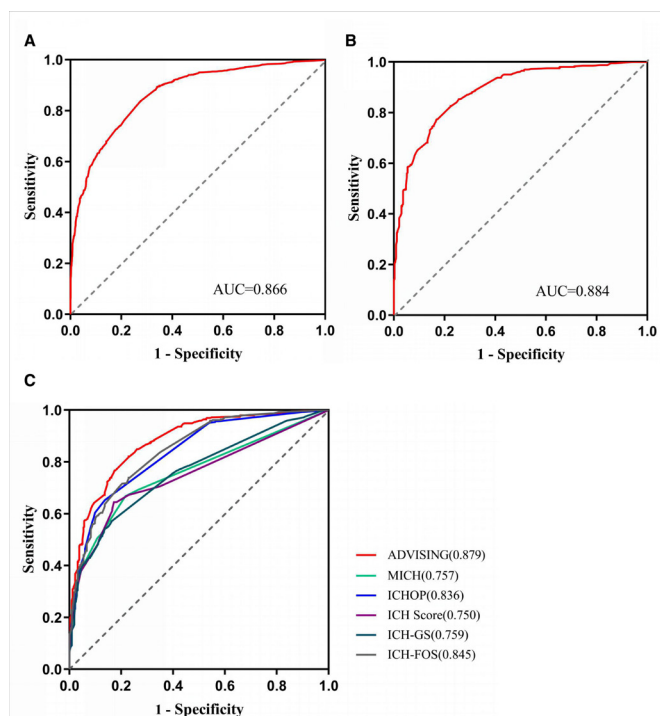 A
1.0
0.8
0.6
0.4
0.2
0.0
Sensitivity
0.0 0.2 0.4 0.6 0.8 1.0
1 - Specificity
AUC=0.866
B
1.0
0.8
0.6
0.4
0.2
0.0
Sensitivity
0.0 0.2 0.4 0.6 0.8 1.0
1 - Specificity
AUC=0.884
C
1.0
0.8
0.6
0.4
0.2
0.0
Sensitivity
0.0 0.2 0.4 0.6 0.8 1.0
1 - Specificity
ADVISING(0.879)
MICH(0.757)
ICHOP(0.836)
ICH Score(0.750)
ICH-GS(0.759)
ICH-FOS(0.845)